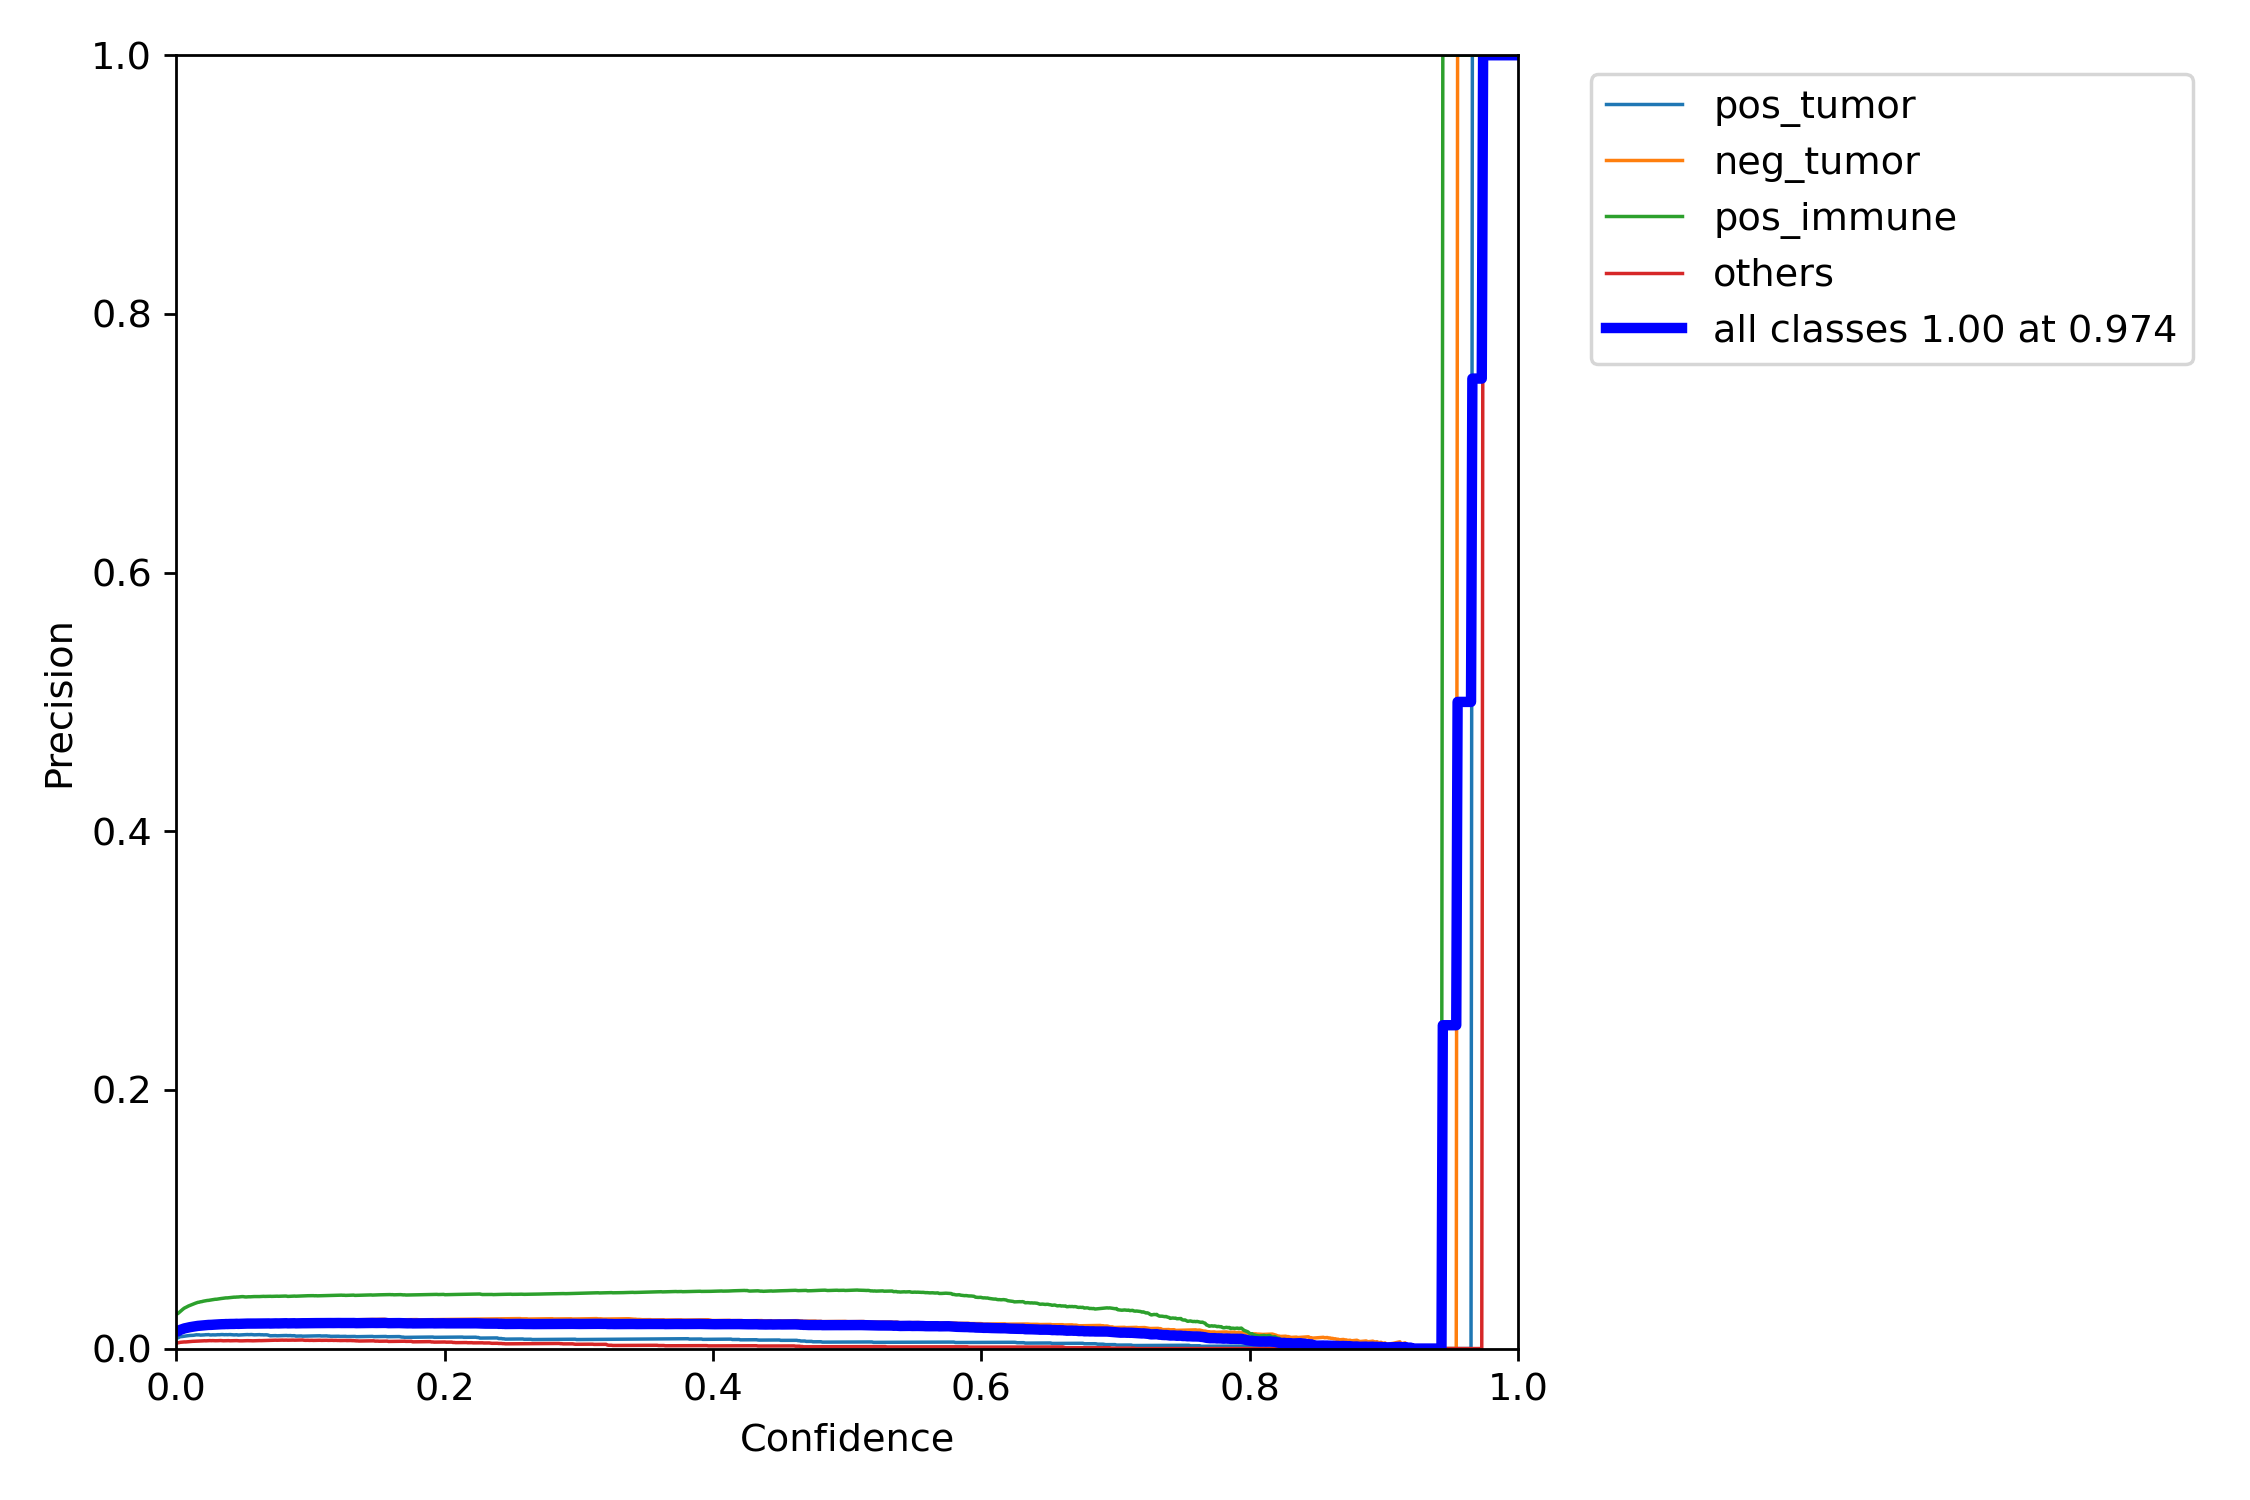 1.0
0.8
0.6
0.4
0.2
0.0
Precision
0.0 0.2 0.4 0.6 0.8 1.0
Confidence
pos_tumor
neg_tumor
pos_immune
others
all classes 1.00 at 0.974